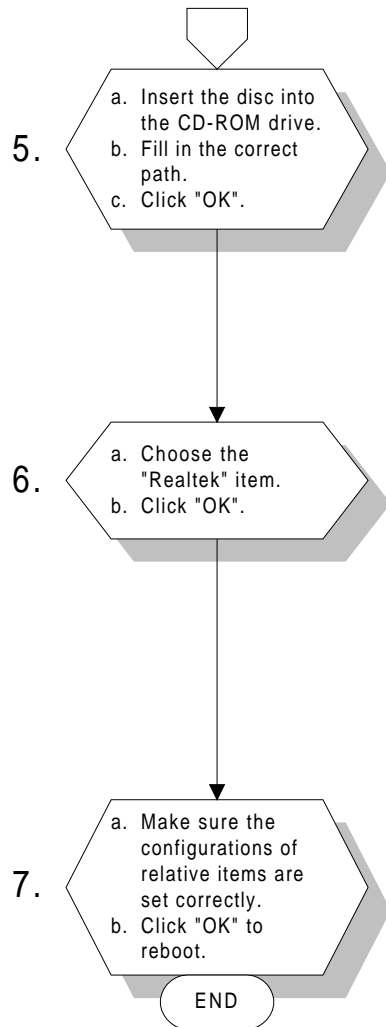 5.
a. Insert the disc into
the CD-ROM drive.
b. Fill in the correct
path.
c. Click "OK".
6.
a. Choose the
"Realtek" item.
b. Click "OK".
7.
a. Make sure the
configurations of
relative items are
set correctly.
b. Click "OK" to
reboot.
END